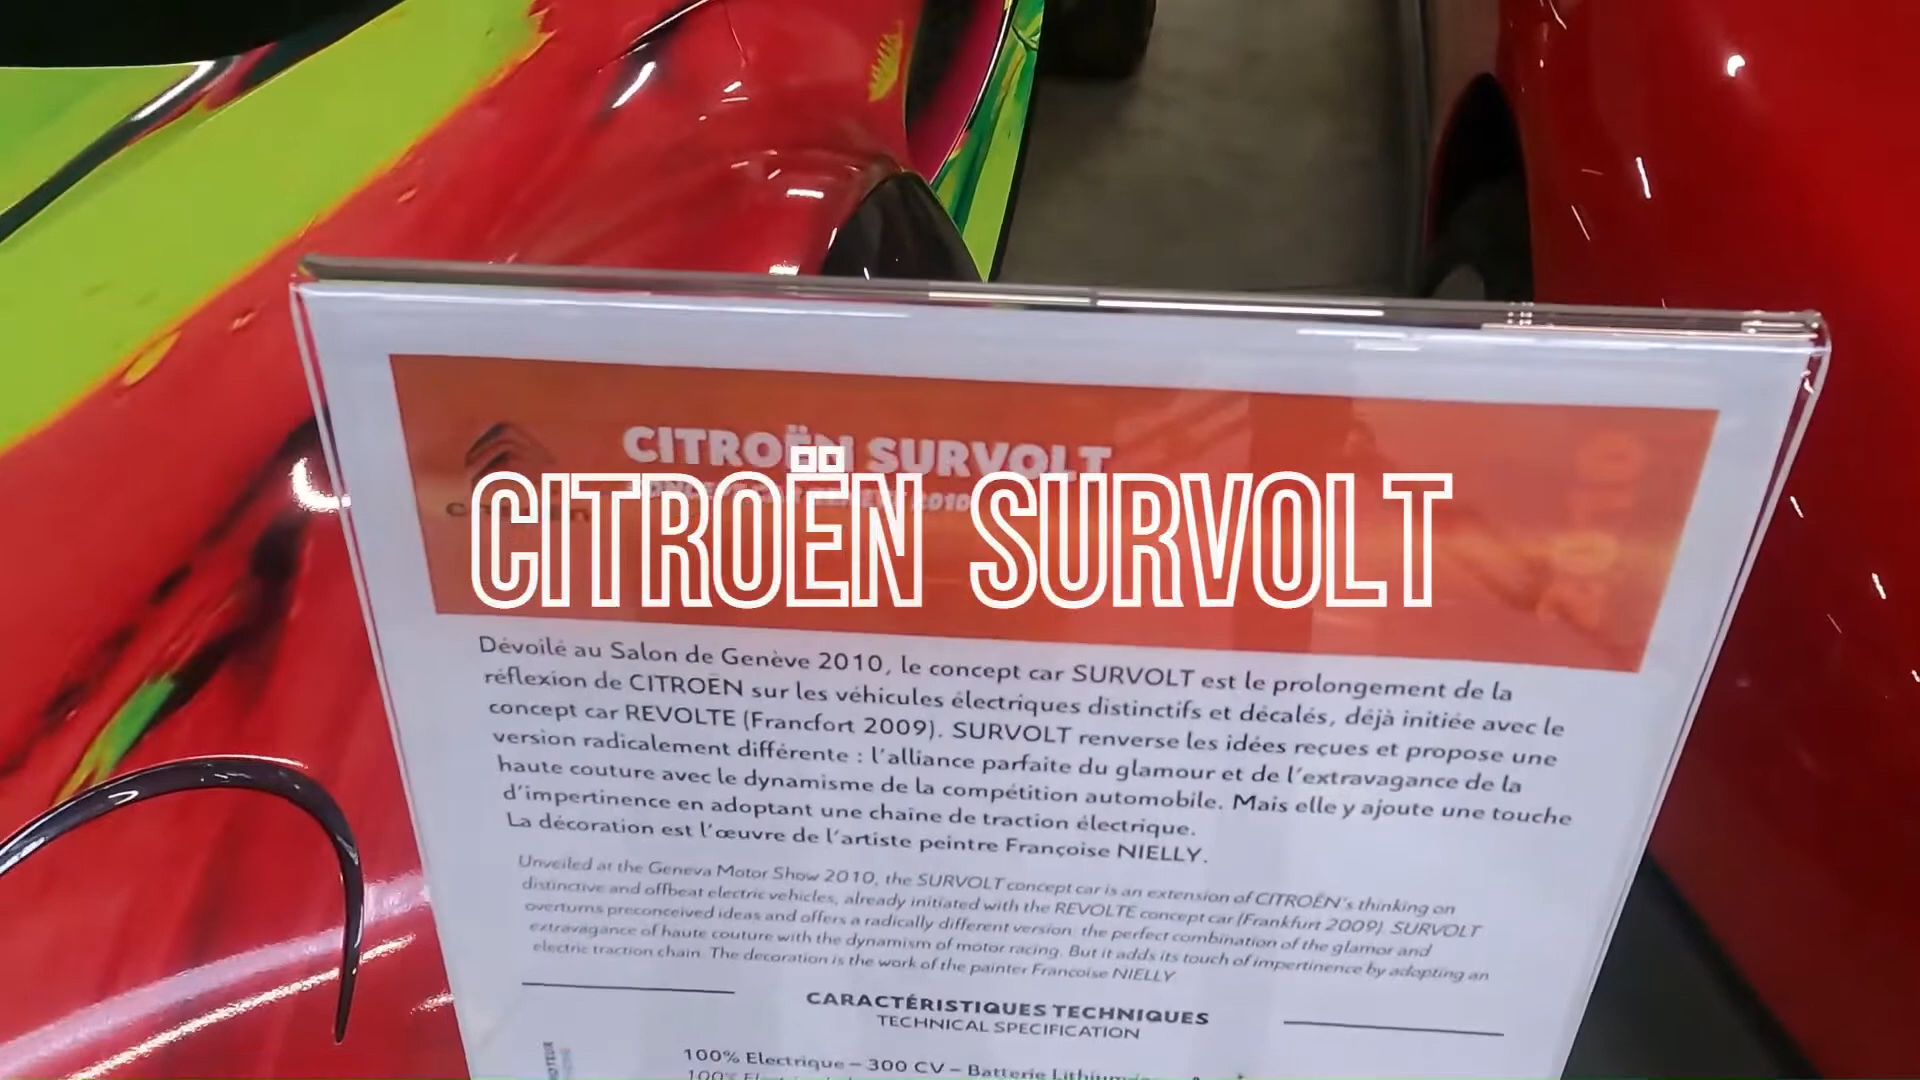 CITROËN SURVOLT
CITROËN SURVOLT
Dévoilé au Salon de Genève 2010, le concept car SURVOLT est le prolongement de la
réflexion de CITROËN sur les véhicules électriques distinctifs et décalés, déjà initiée avec le
concept car REVOLTE (Francfort 2009). SURVOLT renverse les idées reçues et propose une
version radicalement différente : l'alliance parfaite du glamour et de l'extravagance de la
haute couture avec le dynamisme de la compétition automobile. Mais elle y ajoute une touche
d'impertinence en adoptant une chaîne de traction électrique.
La décoration est l'œuvre de l'artiste peintre Françoise NIELLY.
Unveiled at the Geneva Motor Show 2010, the SURVOLT concept car is an extension of CITROËN's thinking on
distinctive and offbeat electric vehicles, already initiated with the REVOLTE concept car (Frankfurt 2009). SURVOLT
overturns preconceived ideas and offers a radically different version: the perfect combination of the glamor and
extravagance of haute couture with the dynamism of motor racing. But it adds its touch of impertinence by adopting an
electric traction chain. The decoration is the work of the painter Francoise NIELLY
CARACTÉRISTIQUES TECHNIQUES
TECHNICAL SPECIFICATION
100% Electrique – 300 CV – Batterie